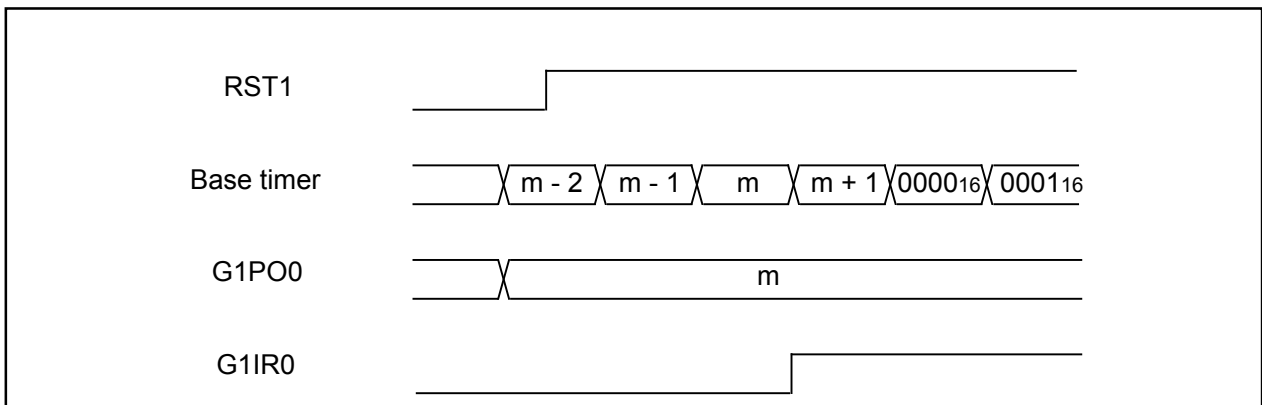 RST1
Base timer m - 2 m - 1 m m + 1 0000₁₆ 0001₁₆
G1PO0 m
G1IR0